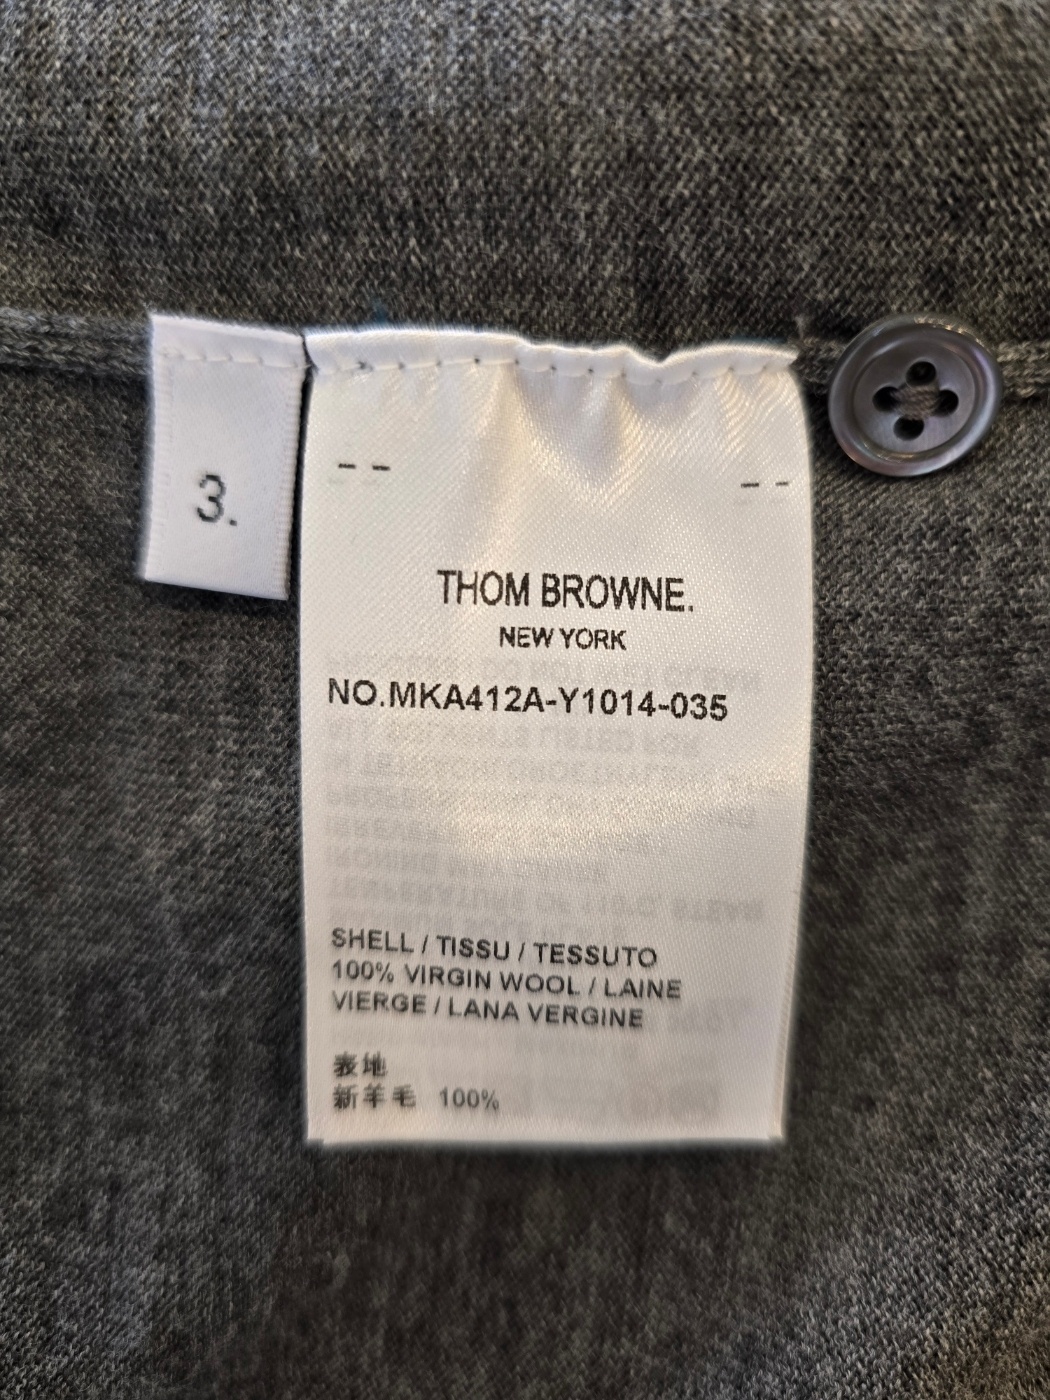 3.
-- --
THOM BROWNE.
NEW YORK
NO.MKA412A-Y1014-035
SHELL / TISSU / TESSUTO
100% VIRGIN WOOL / LAINE
VIERGE / LANA VERGINE
表地
新羊毛 100%